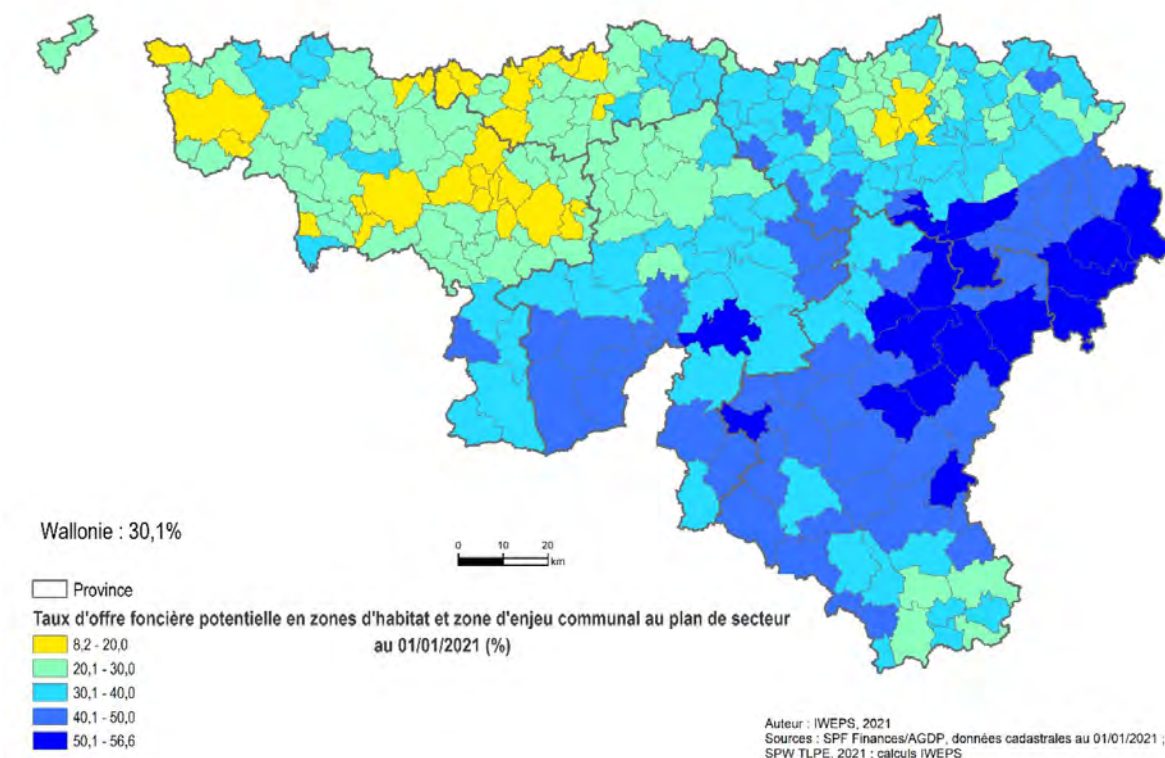 Wallonie : 30,1%
0 10 20
km
Province
Taux d'offre foncière potentielle en zones d'habitat et zone d'enjeu communal au plan de secteur
au 01/01/2021 (%)
8,2 - 20,0
20,1 - 30,0
30,1 - 40,0
40,1 - 50,0
50,1 - 56,6
Auteur : IWEPS, 2021
Sources : SPF Finances/AGDP, données cadastrales au 01/01/2021 ;
SPW TLPE, 2021 ; calculs IWEPS